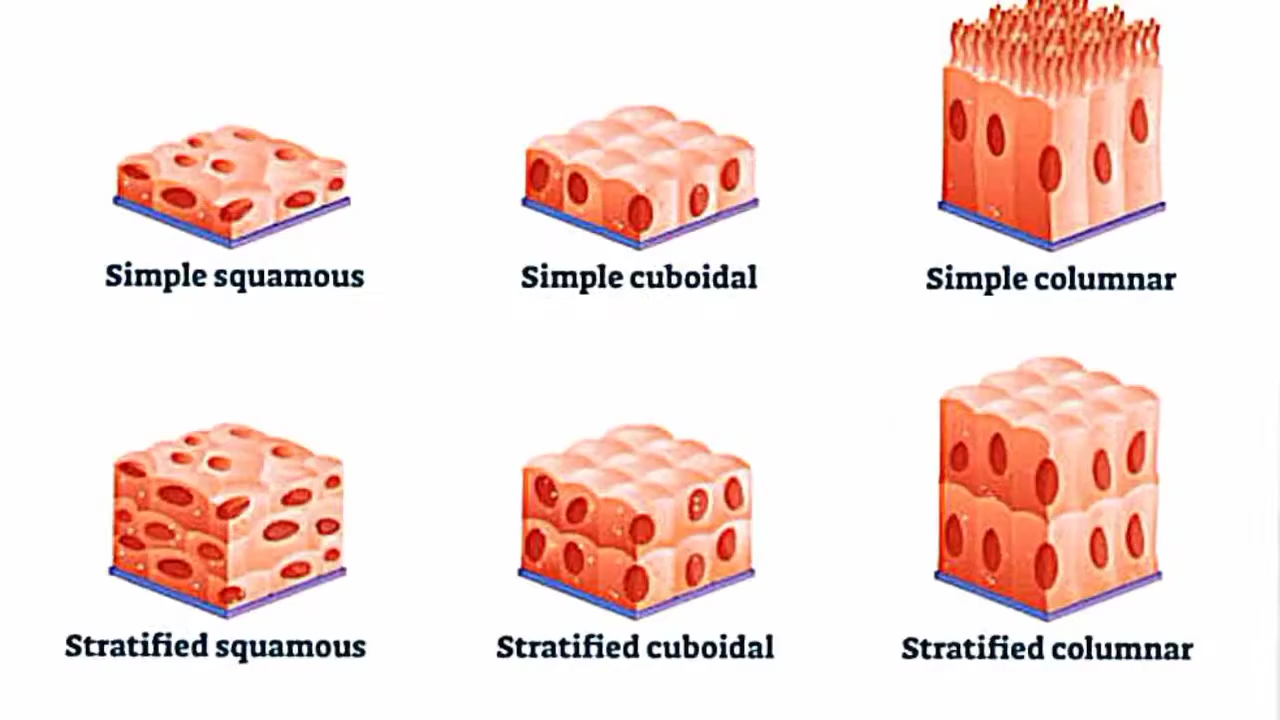 Simple squamous
Simple cuboidal
Simple columnar
Stratified squamous
Stratified cuboidal
Stratified columnar